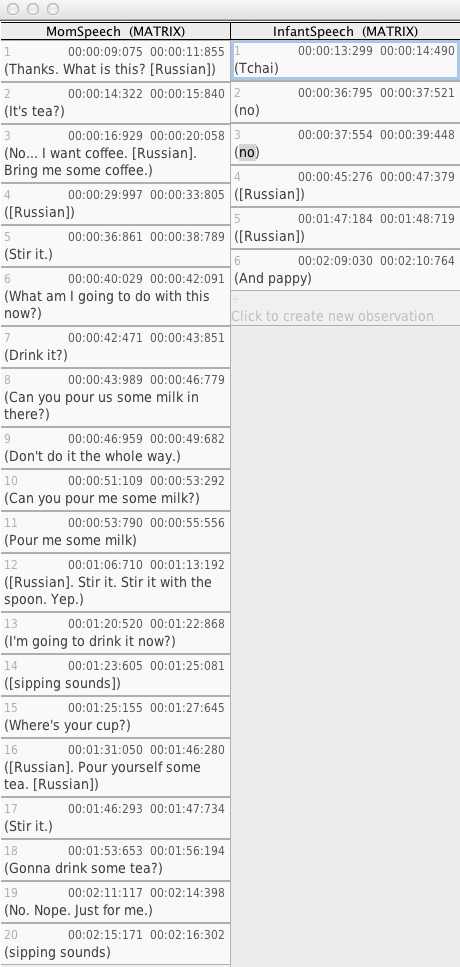 MomSpeech (MATRIX)
1 00:00:09:075 00:00:11:855
(Thanks. What is this? [Russian])
2 00:00:14:322 00:00:15:840
(It's tea?)
3 00:00:16:929 00:00:20:058
(No... I want coffee. [Russian].
Bring me some coffee.)
4 00:00:29:997 00:00:33:805
([Russian])
5 00:00:36:861 00:00:38:789
(Stir it.)
6 00:00:40:029 00:00:42:091
(What am I going to do with this
now?)
7 00:00:42:471 00:00:43:851
(Drink it?)
8 00:00:43:989 00:00:46:779
(Can you pour us some milk in
there?)
9 00:00:46:959 00:00:49:682
(Don't do it the whole way.)
10 00:00:51:109 00:00:53:292
(Can you pour me some milk?)
11 00:00:53:790 00:00:55:556
(Pour me some milk)
12 00:01:06:710 00:01:13:192
([Russian]. Stir it. Stir it with the
spoon. Yep.)
13 00:01:20:520 00:01:22:868
(I'm going to drink it now?)
14 00:01:23:605 00:01:25:081
([sipping sounds])
15 00:01:25:155 00:01:27:645
(Where's your cup?)
16 00:01:31:050 00:01:46:280
([Russian]. Pour yourself some
tea. [Russian])
17 00:01:46:293 00:01:47:734
(Stir it.)
18 00:01:53:653 00:01:56:194
(Gonna drink some tea?)
19 00:02:11:117 00:02:14:398
(No. Nope. Just for me.)
20 00:02:15:171 00:02:16:302
(sipping sounds)
InfantSpeech (MATRIX)
1 00:00:13:299 00:00:14:490
(Tchai)
2 00:00:36:795 00:00:37:521
(no)
3 00:00:37:554 00:00:39:448
(no)
4 00:00:45:276 00:00:47:379
([Russian])
5 00:01:47:184 00:01:48:719
([Russian])
6 00:02:09:030 00:02:10:764
(And pappy)
+
Click to create new observation